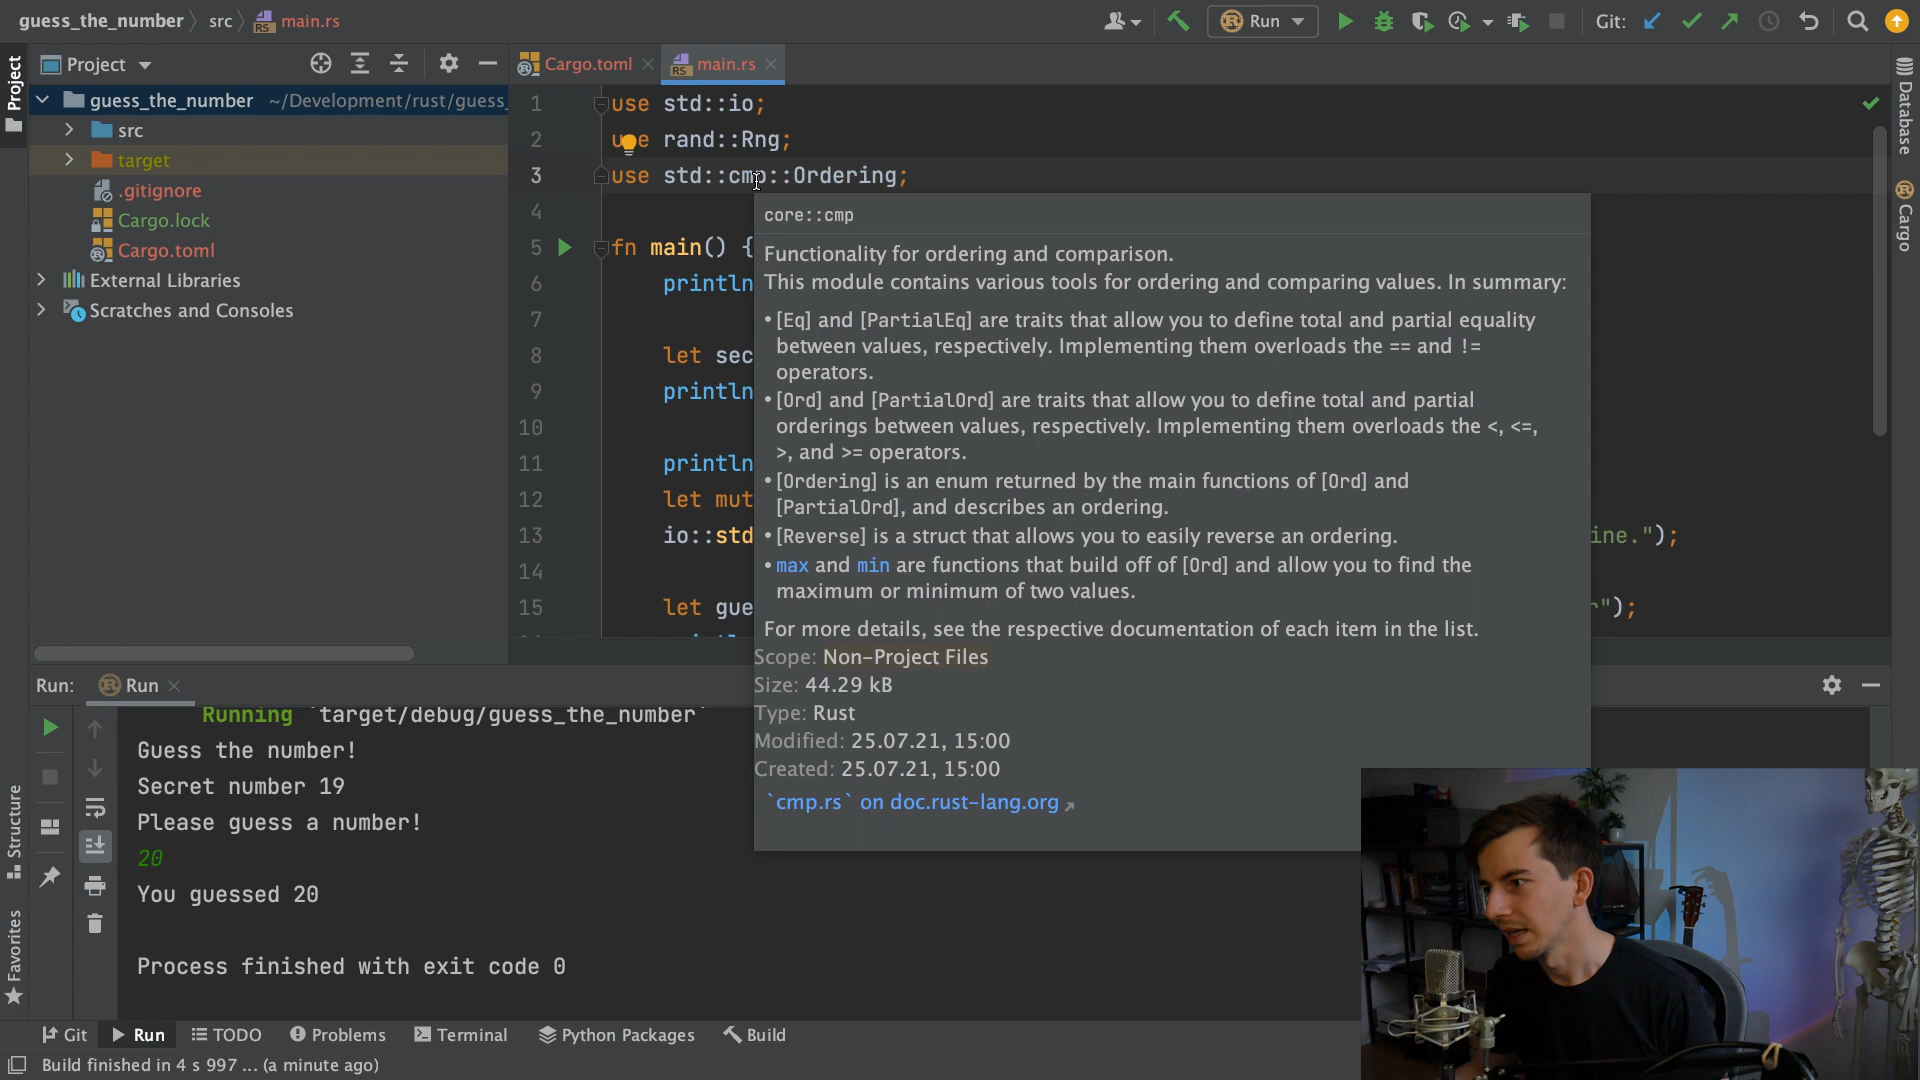 guess_the_number src main.rs
Run Git:
Project
Cargo.toml main.rs
Project
guess_the_number ~/Development/rust/guess_
src
target
.gitignore
Cargo.lock
Cargo.toml
External Libraries
Scratches and Consoles
1 use std::io;
2 use rand::Rng;
3 use std::cmp::Ordering;
4
5 fn main() {
6 println
7
8 let sec
9 println
10
11 println
12 let mut
13 io::std ine.");
14
15 let gue r");
core::cmp
Functionality for ordering and comparison.
This module contains various tools for ordering and comparing values. In summary:
• [Eq] and [PartialEq] are traits that allow you to define total and partial equality
between values, respectively. Implementing them overloads the == and !=
operators.
• [Ord] and [PartialOrd] are traits that allow you to define total and partial
orderings between values, respectively. Implementing them overloads the <, <=,
>, and >= operators.
• [Ordering] is an enum returned by the main functions of [Ord] and
[PartialOrd], and describes an ordering.
• [Reverse] is a struct that allows you to easily reverse an ordering.
• max and min are functions that build off of [Ord] and allow you to find the
maximum or minimum of two values.
For more details, see the respective documentation of each item in the list.
Scope: Non-Project Files
Size: 44.29 kB
Type: Rust
Modified: 25.07.21, 15:00
Created: 25.07.21, 15:00
`cmp.rs` on doc.rust-lang.org
Database
Cargo
Run: Run
Running `target/debug/guess_the_number`
Guess the number!
Secret number 19
Please guess a number!
20
You guessed 20
Process finished with exit code 0
Structure
Favorites
Git Run TODO Problems Terminal Python Packages Build
Build finished in 4 s 997 ... (a minute ago)